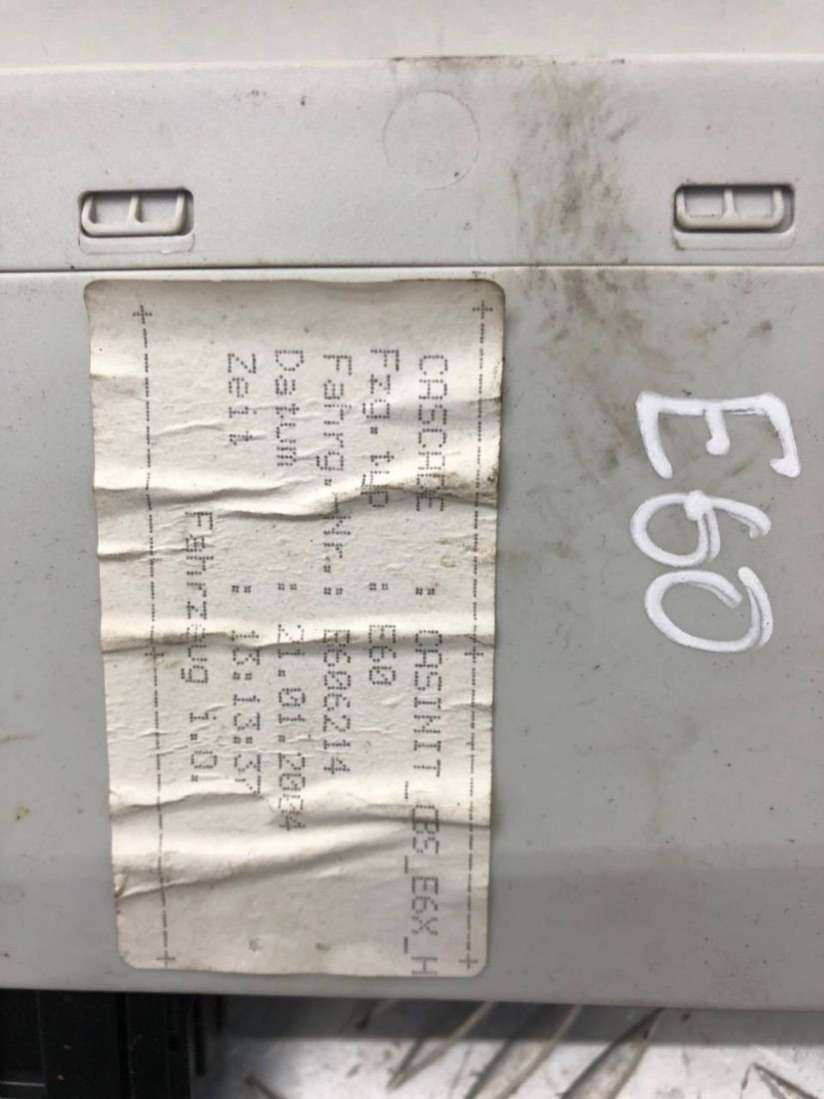 +--------------------+--------------------+
CASCADE : CASINIT_CBS_E6X_H
Fzg.typ : E60
Fahrg.-Nr.: B606214
Datum : 21.01.2004
Zeit : 13:13:37
Fahrzeug i.O.
+--------------------+--------------------+
E60